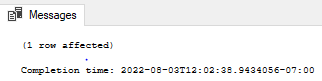 Messages
(1 row affected)
Completion time: 2022-08-03T12:02:38.9434056-07:00